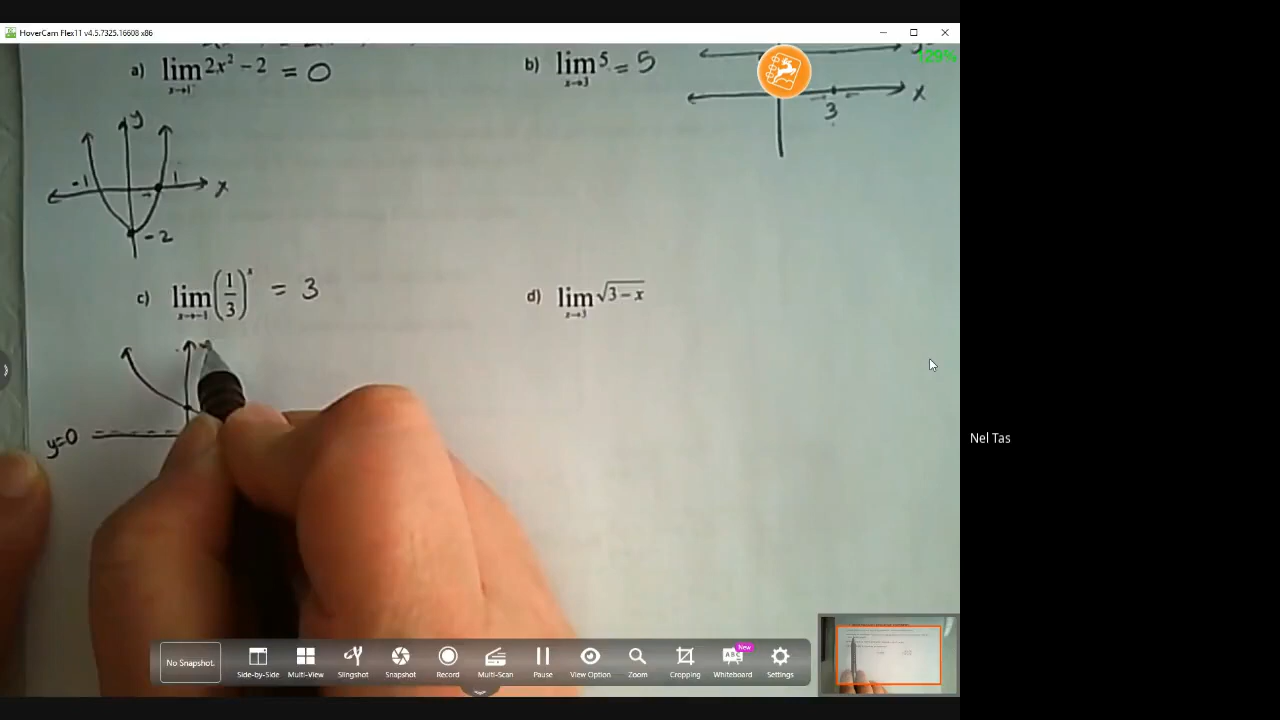 HoverCam Flex11 v4.5.7325.16608 x86
129%
a) lim x→1⁻ 2x² − 2 = 0
b) lim x→3 5 = 5
x
3
y
-1
1
x
-2
c) lim x→-1 (1/3)^x = 3
d) lim x→3 √(3−x)
y=0
Nel Tas
No Snapshot.
Side-by-Side
Multi-View
Slingshot
Snapshot
Record
Multi-Scan
Pause
View Option
Zoom
Cropping
ABC
New
Whiteboard
Settings